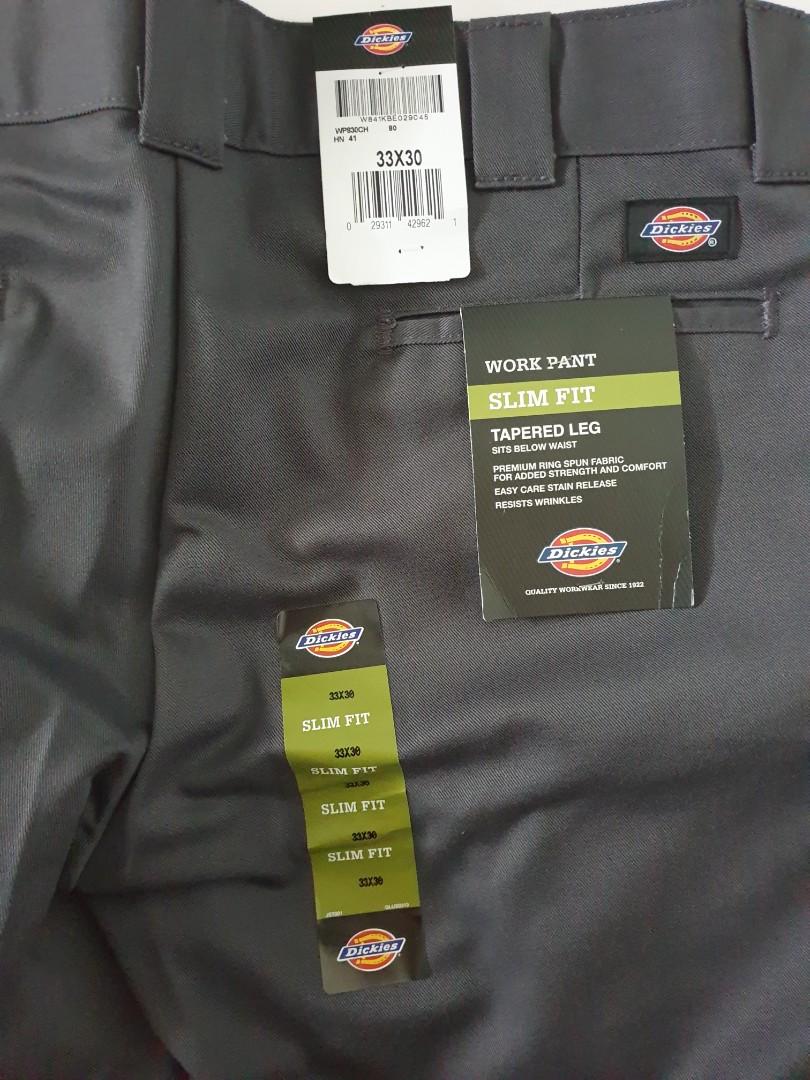 Dickies
W841KBE029045
WP830CH 80
HN 41
33X30
0 29311 42962 1
Dickies ®
WORK PANT
SLIM FIT
TAPERED LEG
SITS BELOW WAIST
PREMIUM RING SPUN FABRIC
FOR ADDED STRENGTH AND COMFORT
EASY CARE STAIN RELEASE
RESISTS WRINKLES
Dickies
QUALITY WORKWEAR SINCE 1922
Dickies
33X30
SLIM FIT
33X30
SLIM FIT
33X30
SLIM FIT
33X30
SLIM FIT
33X30
Dickies